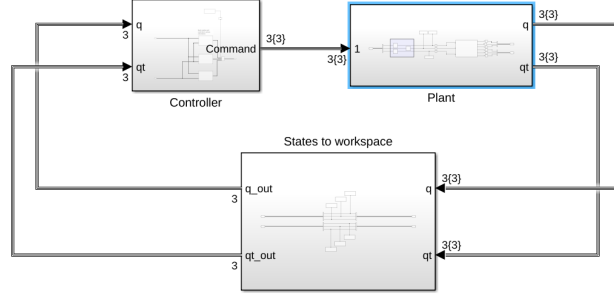 q
3
qt
3
Command
3{3}
Controller
1
3{3}
q
3{3}
qt
3{3}
Plant
States to workspace
q_out
3
qt_out
3
q
3{3}
qt
3{3}